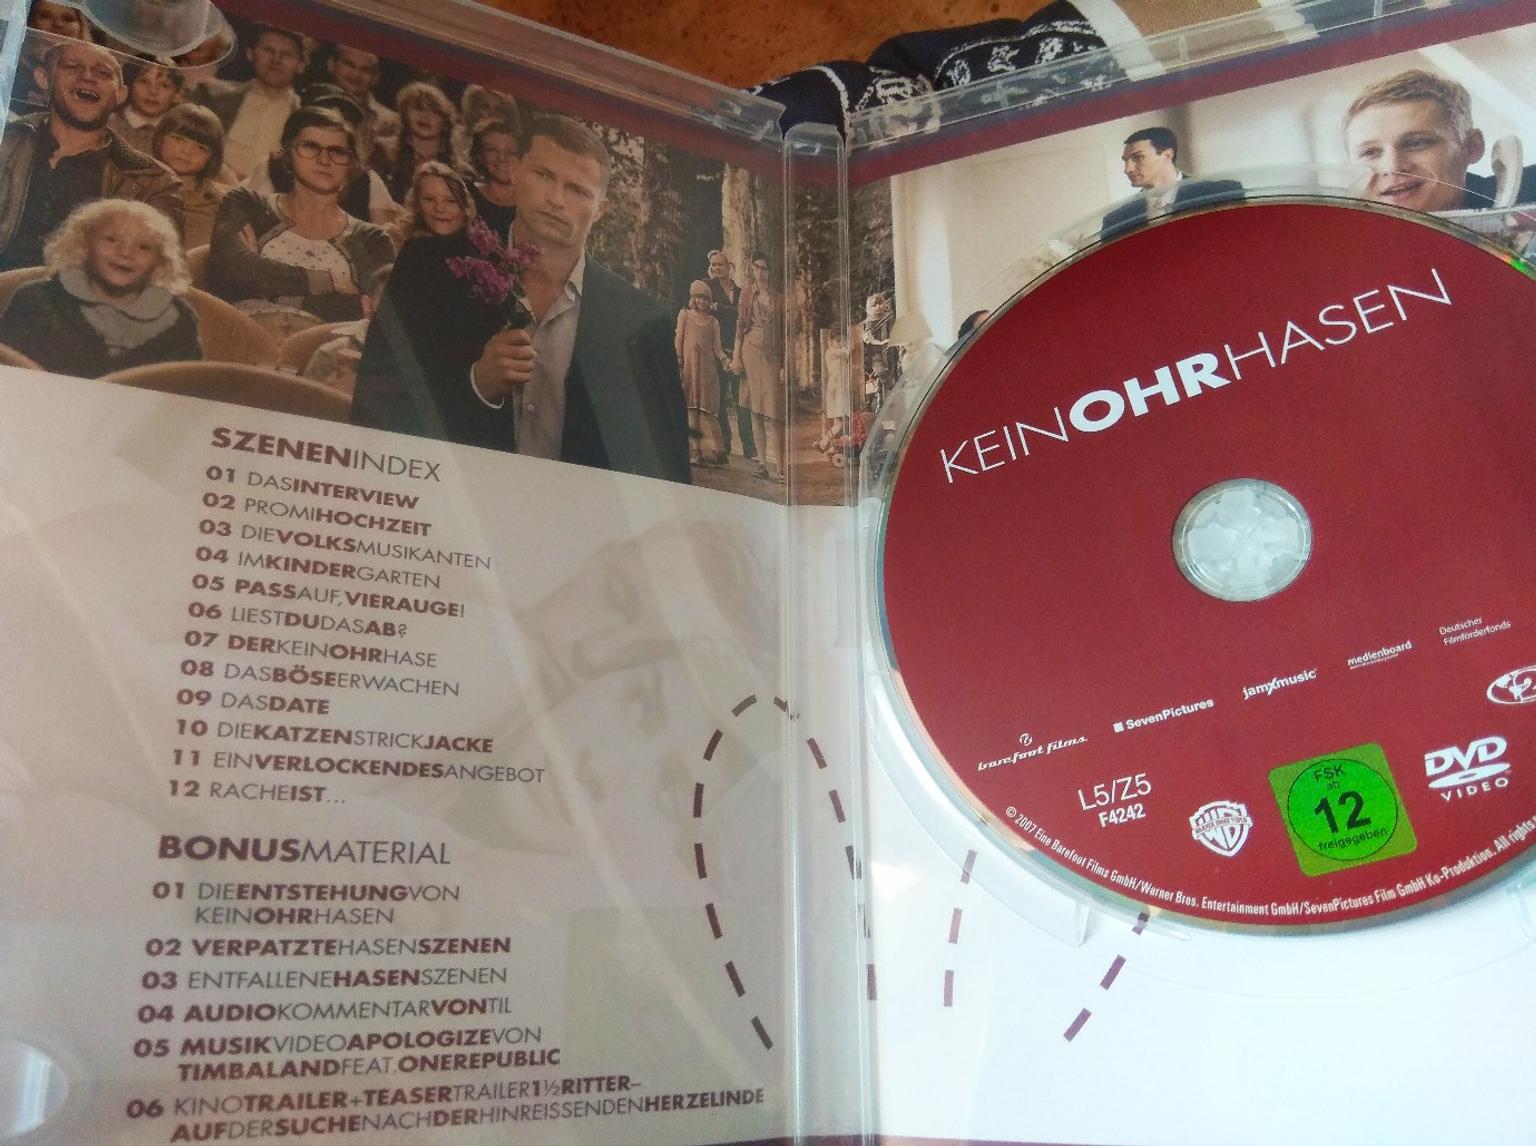 SZENENINDEX
01 DASINTERVIEW
02 PROMIHOCHZEIT
03 DIEVOLKSMUSIKANTEN
04 IMKINDERGARTEN
05 PASSAUF,VIERAUGE!
06 LIESTDUDASAB?
07 DERKEINOHRHASE
08 DASBÖSEERWACHEN
09 DASDATE
10 DIEKATZENSTRICKJACKE
11 EINVERLOCKENDESANGEBOT
12 RACHEIST...
BONUSMATERIAL
01 DIEENTSTEHUNGVON
KEINOHRHASEN
02 VERPATZTEHASENSZENEN
03 ENTFALLENEHASENSZENEN
04 AUDIOKOMMENTARVONTIL
05 MUSIKVIDEOAPOLOGIZEVON
TIMBALANDFEAT.ONEREPUBLIC
06 KINOTRAILER+TEASERTRAILER1½RITTER–
AUFDERSUCHENACHDERHINREISSENDENHERZELINDE
KEINOHRHASEN
barefoot films
SevenPictures
jamXmusic
medienboard
Deutscher
Filmförderfonds
L5/Z5
F4242
FSK
ab
12
freigegeben
DVD
VIDEO
© 2007 Eine Barefoot Films GmbH/Warner Bros. Entertainment GmbH/SevenPictures Film GmbH Ko-Produktion. All rights